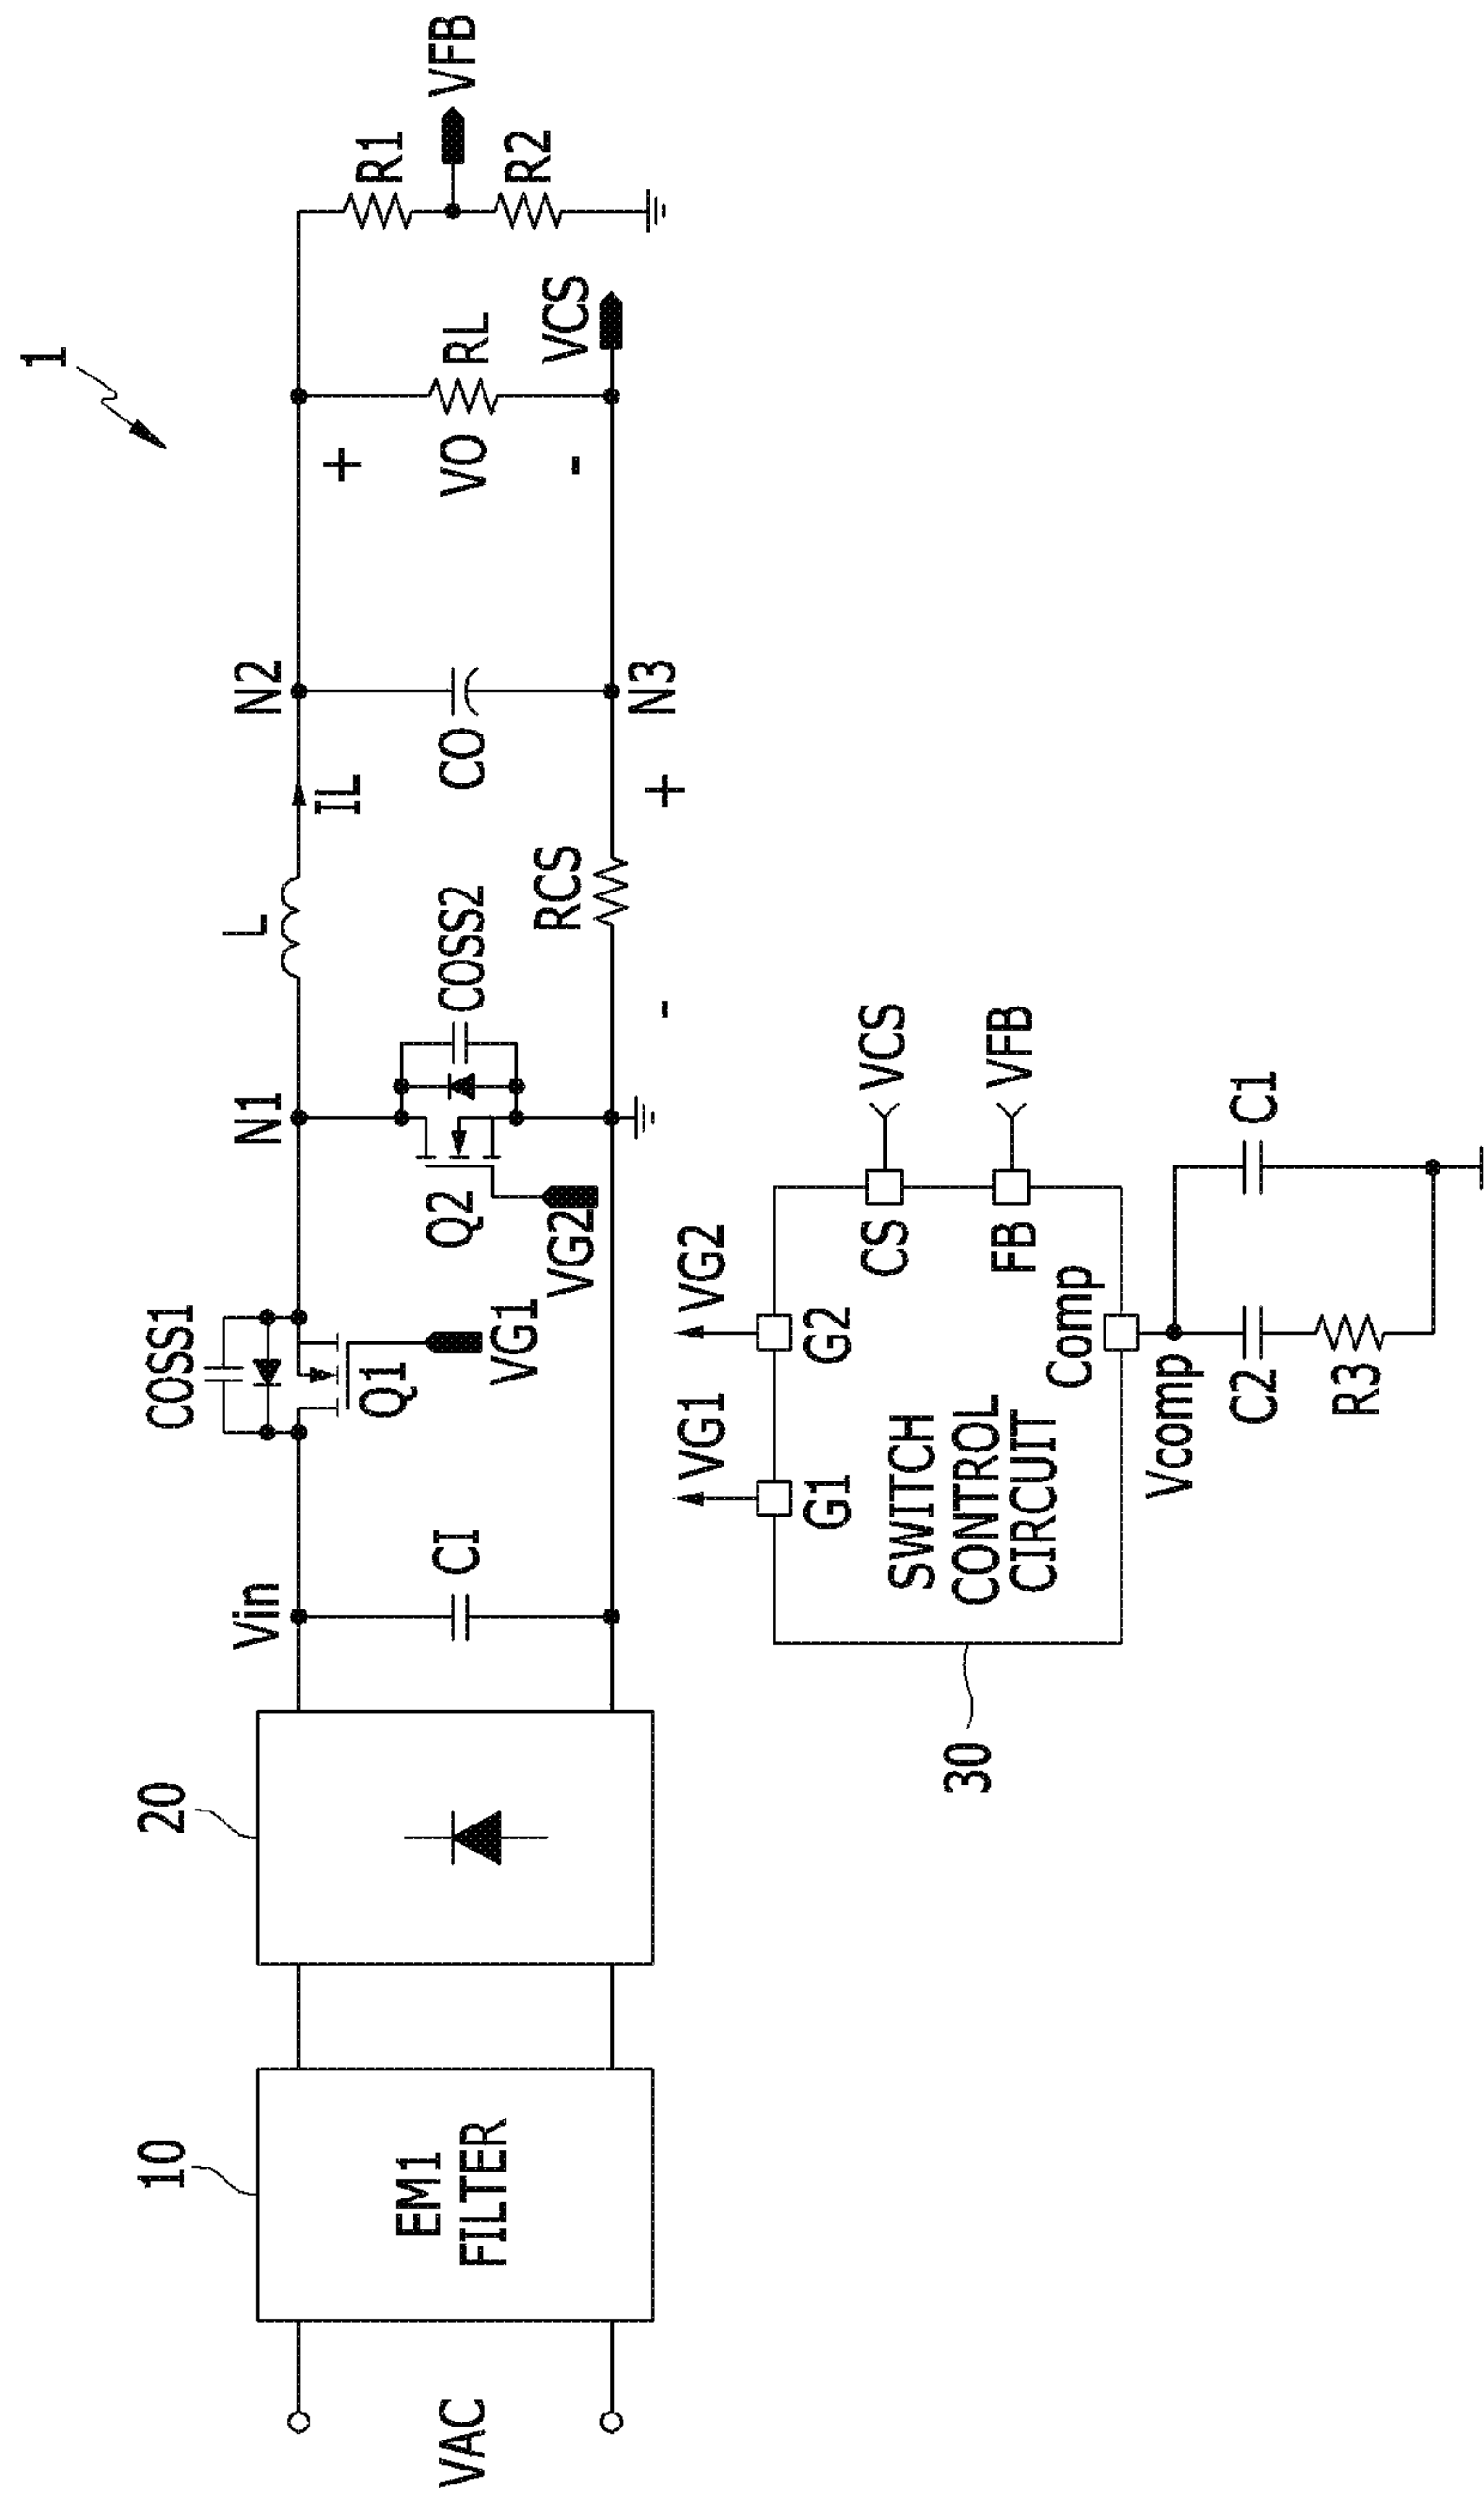 1
COSS1
N1
L
N2
IL
Vin
20
10
VAC
EM1
FILTER
CI
Q1
VG1
Q2
VG2
COSS2
RCS
-
+
CO
N3
+
VO
-
RL
VCS
R1
R2
VFB
VG1
VG2
G1
G2
SWITCH
CONTROL
CIRCUIT
CS
VCS
FB
VFB
Comp
30
Vcomp
C2
C1
R3